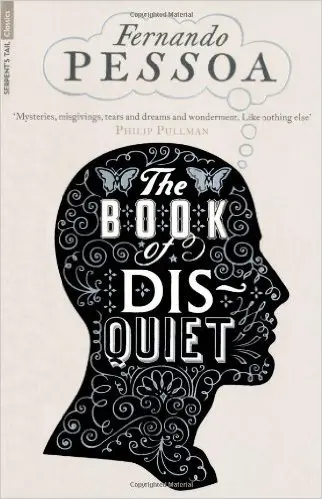 SERPENT'S TAIL Classics
Fernando
PESSOA
'Mysteries, misgivings, tears and dreams and wonderment. Like nothing else'
PHILIP PULLMAN
The
BOOK
of
DIS~
QUIET